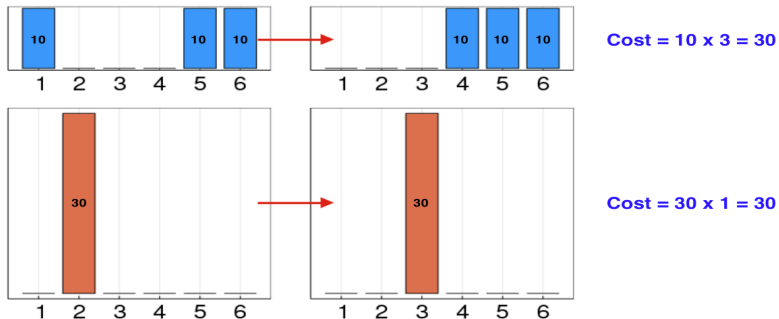 10 10 10 10 10 10 Cost = 10 x 3 = 30
1 2 3 4 5 6 1 2 3 4 5 6
30 30 Cost = 30 x 1 = 30
1 2 3 4 5 6 1 2 3 4 5 6